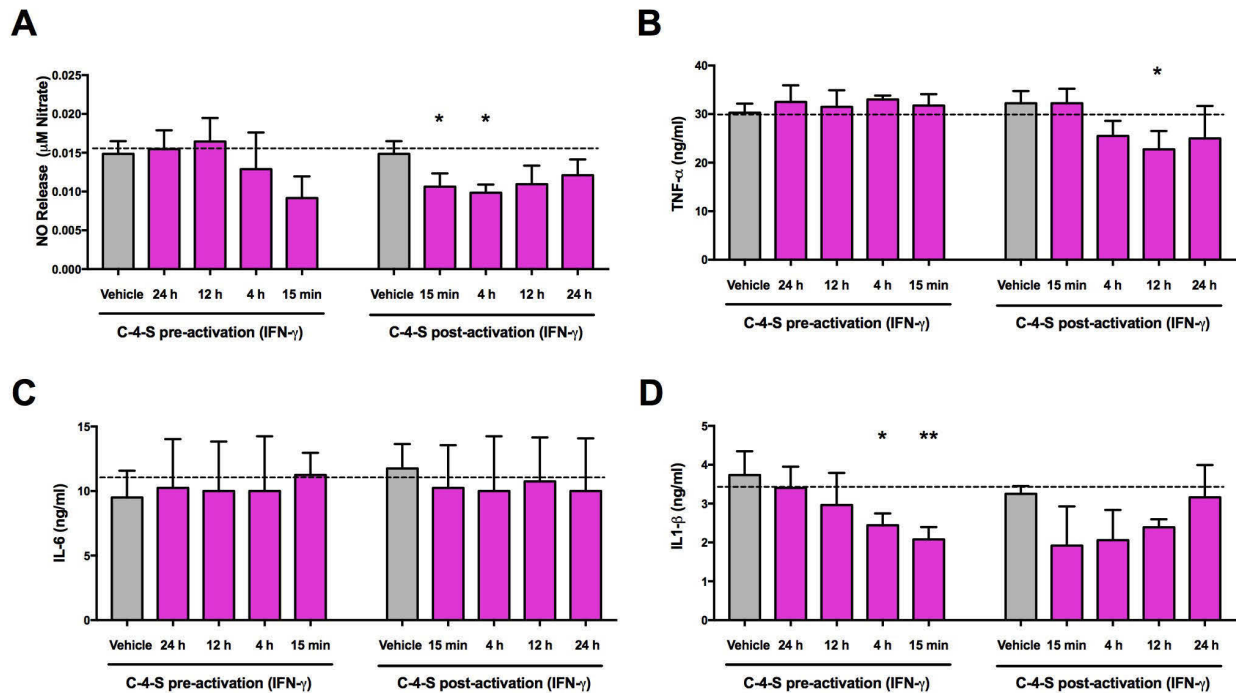 A
NO Release (μM Nitrate)
0.025
0.020
0.015
0.010
0.005
0.000
* *
Vehicle 24 h 12 h 4 h 15 min Vehicle 15 min 4 h 12 h 24 h
C-4-S pre-activation (IFN-γ) C-4-S post-activation (IFN-γ)
B
TNF-α (ng/ml)
40
30
20
10
0
*
Vehicle 24 h 12 h 4 h 15 min Vehicle 15 min 4 h 12 h 24 h
C-4-S pre-activation (IFN-γ) C-4-S post-activation (IFN-γ)
C
IL-6 (ng/ml)
15
10
5
0
Vehicle 24 h 12 h 4 h 15 min Vehicle 15 min 4 h 12 h 24 h
C-4-S pre-activation (IFN-γ) C-4-S post-activation (IFN-γ)
D
IL1-β (ng/ml)
5
4
3
2
1
0
* **
Vehicle 24 h 12 h 4 h 15 min Vehicle 15 min 4 h 12 h 24 h
C-4-S pre-activation (IFN-γ) C-4-S post-activation (IFN-γ)